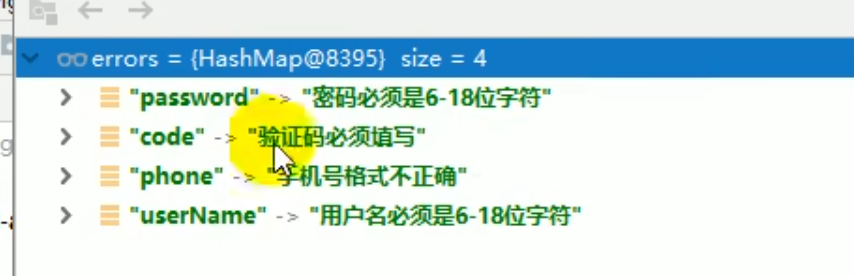 errors = {HashMap@8395} size = 4
"password" -> "密码必须是6-18位字符"
"code" -> "验证码必须填写"
"phone" -> "手机号格式不正确"
"userName" -> "用户名必须是6-18位字符"